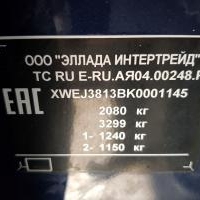 ООО "ЭЛЛАДА ИНТЕРТРЕЙД"
ТС RU E-RU.АЯ04.00248.Р
EAC
XWEJ3813BK0001145
2080 кг
3299 кг
1- 1240 кг
2- 1150 кг